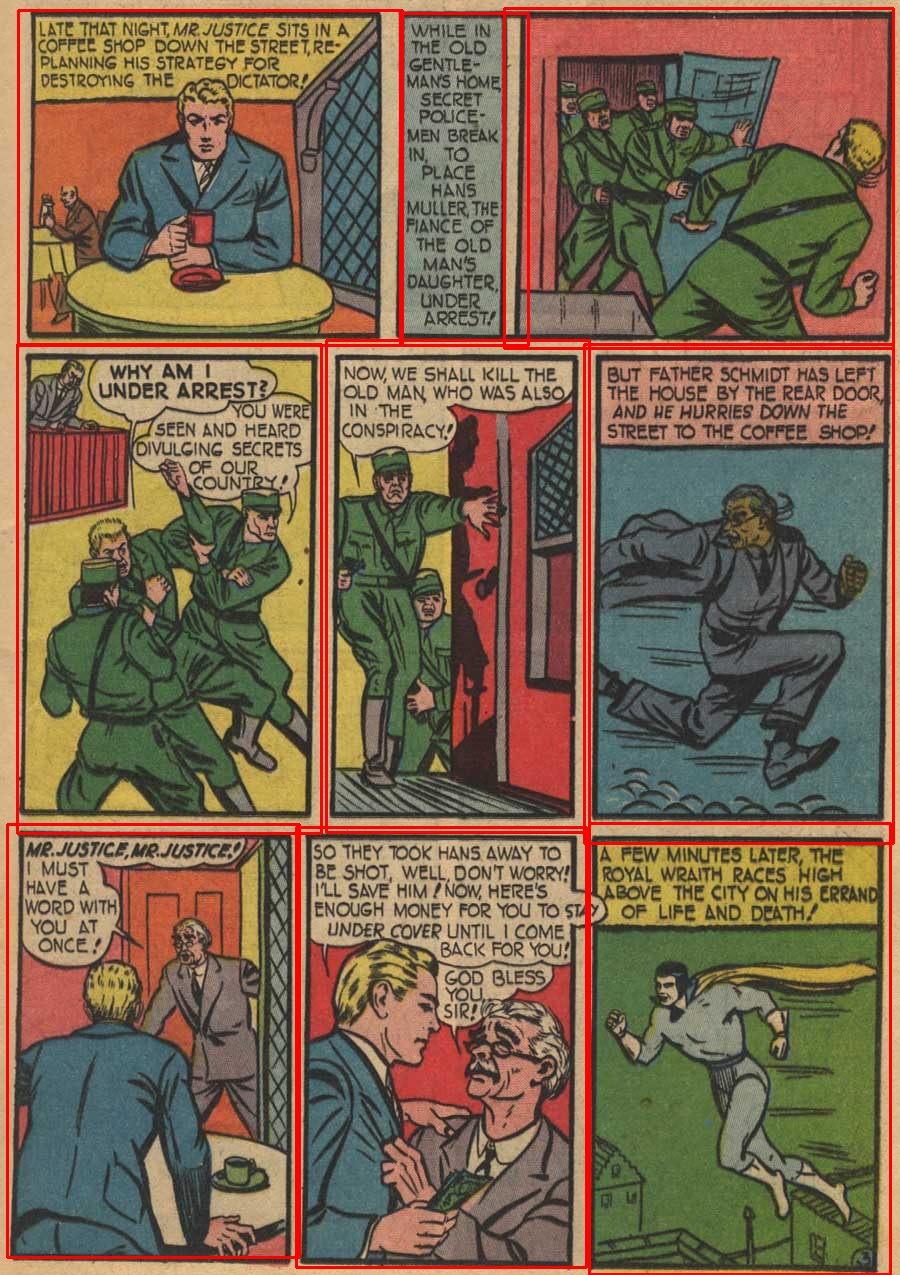 LATE THAT NIGHT, MR. JUSTICE SITS IN A
COFFEE SHOP DOWN THE STREET, RE-
PLANNING HIS STRATEGY FOR
DESTROYING THE DICTATOR!
WHILE IN
THE OLD
GENTLE-
MAN'S HOME,
SECRET
POLICE-
MEN BREAK
IN, TO
PLACE
HANS
MULLER, THE
FIANCE OF
THE OLD
MAN'S
DAUGHTER,
UNDER
ARREST!
WHY AM I
UNDER ARREST?
YOU WERE
SEEN AND HEARD
DIVULGING SECRETS
OF OUR
COUNTRY!
NOW, WE SHALL KILL THE
OLD MAN, WHO WAS ALSO
IN THE
CONSPIRACY!
BUT FATHER SCHMIDT HAS LEFT
THE HOUSE BY THE REAR DOOR,
AND HE HURRIES DOWN THE
STREET TO THE COFFEE SHOP!
MR. JUSTICE, MR. JUSTICE!
I MUST
HAVE A
WORD WITH
YOU AT
ONCE!
SO THEY TOOK HANS AWAY TO
BE SHOT, WELL, DON'T WORRY!
I'LL SAVE HIM! NOW, HERE'S
ENOUGH MONEY FOR YOU TO STAY
UNDER COVER UNTIL I COME
BACK FOR YOU!
GOD BLESS
YOU,
SIR!
A FEW MINUTES LATER, THE
ROYAL WRAITH RACES HIGH
ABOVE THE CITY ON HIS ERRAND
OF LIFE AND DEATH!
3